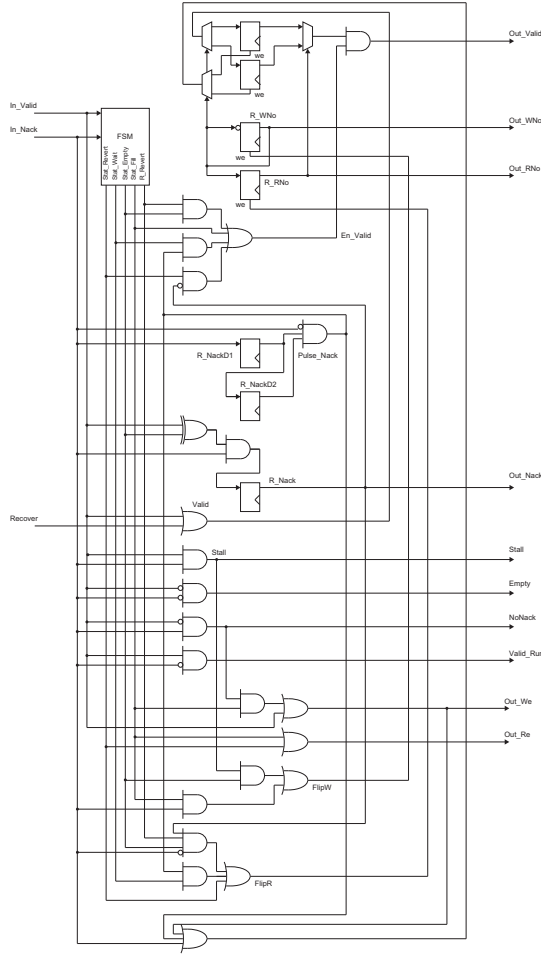 Out_Valid
we
we
In_Valid
R_WNo
Out_WNo
In_Nack
FSM
we
Out_RNo
R_RNo
we
Stat_Revert
Stat_Wait
Stat_Empty
Stat_Fill
R_Revert
En_Valid
R_NackD1
Pulse_Nack
R_NackD2
R_Nack
Out_Nack
Valid
Recover
Stall
Stall
Empty
NoNack
Valid_Run
Out_We
Out_Re
FlipW
FlipR